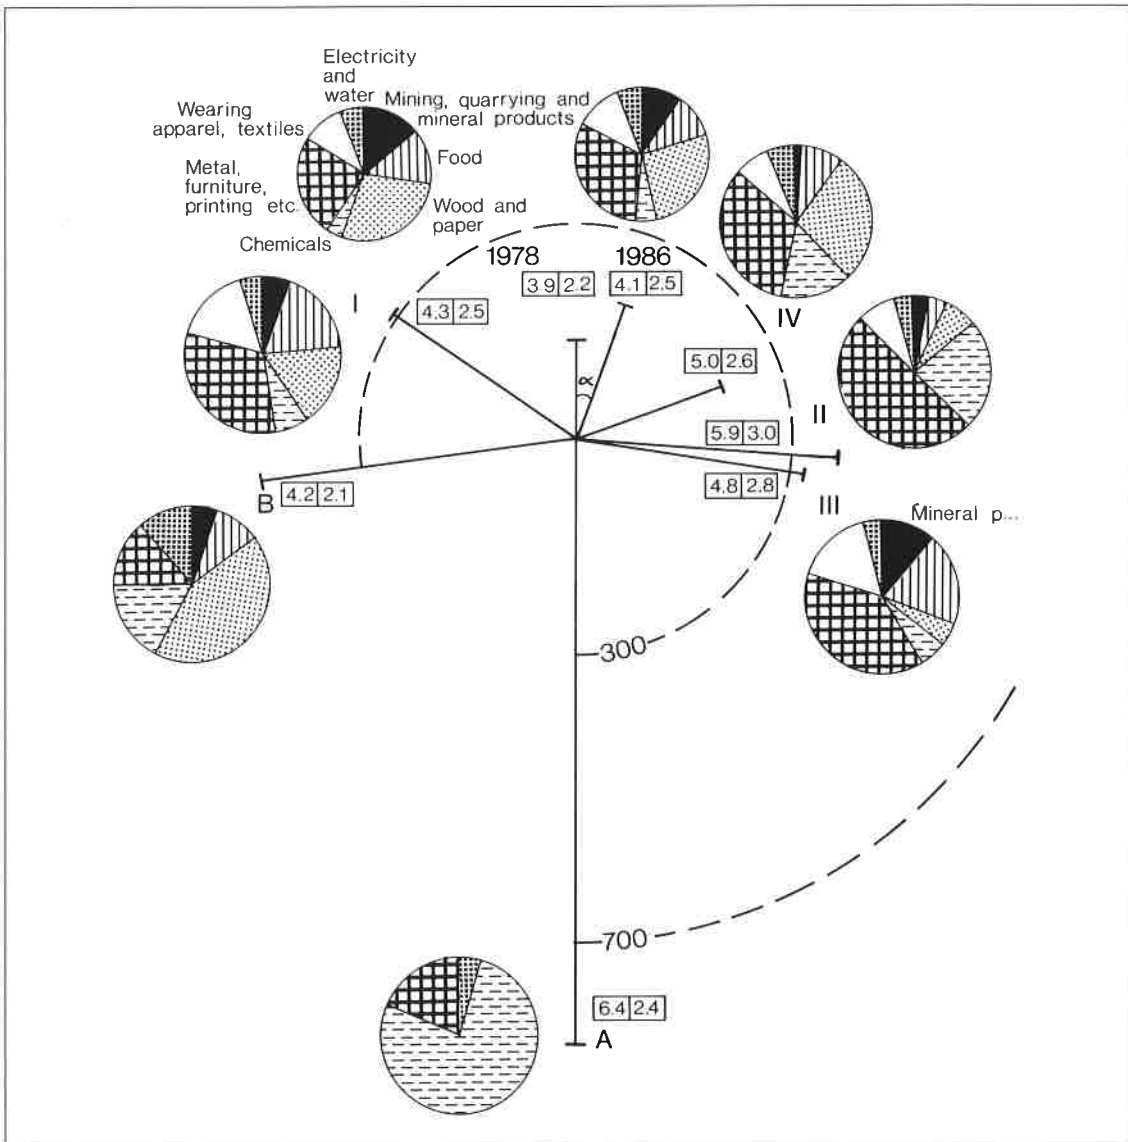 Electricity
and
water
Mining, quarrying and
mineral products
Wearing
apparel, textiles
Food
Metal,
furniture,
printing etc.
Wood and
paper
Chemicals
1978
1986
3.9 2.2
4.1 2.5
I
4.3 2.5
IV
α
5.0 2.6
II
5.9 3.0
4.8 2.8
B
4.2 2.1
III
Mineral p...
300
700
6.4 2.4
A